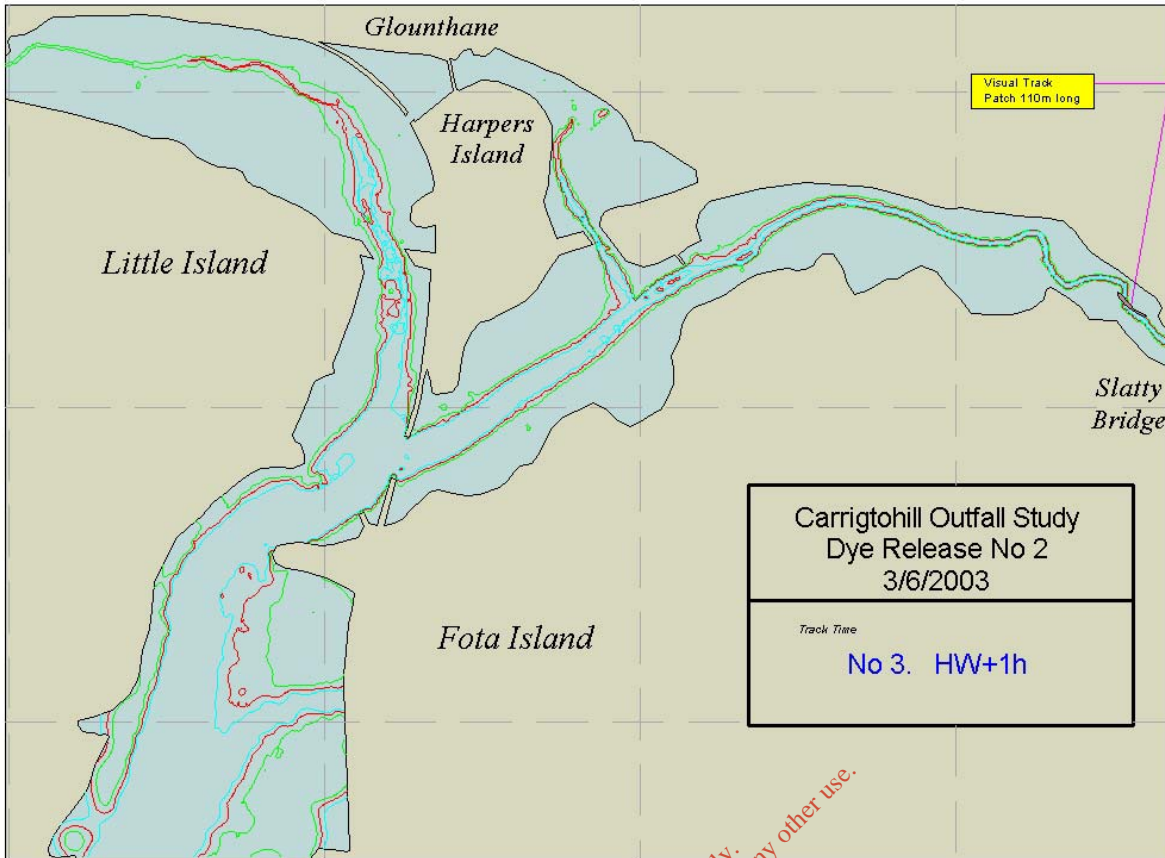 Glounthane
Visual Track
Patch 110m long
Harpers
Island
Little Island
Slatty
Bridge
Carrigtohill Outfall Study
Dye Release No 2
3/6/2003
Fota Island
Track Time
No 3. HW+1h
any other use.